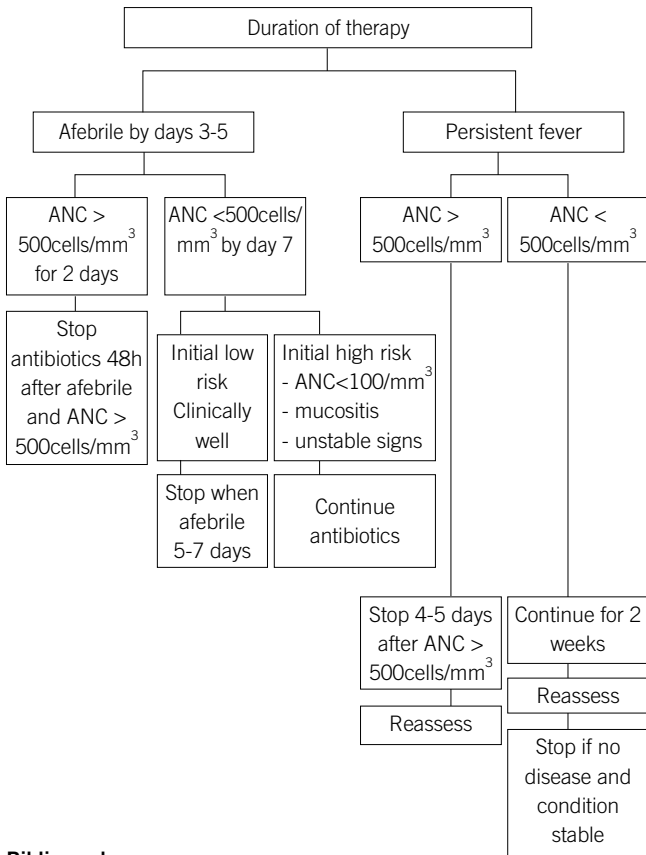 Duration of therapy
Afebrile by days 3-5
Persistent fever
ANC >
500cells/mm³
for 2 days
ANC <500cells/
mm³ by day 7
ANC >
500cells/mm³
ANC <
500cells/mm³
Stop
antibiotics 48h
after afebrile
and ANC >
500cells/mm³
Initial low
risk
Clinically
well
Initial high risk
- ANC<100/mm³
- mucositis
- unstable signs
Stop when
afebrile
5-7 days
Continue
antibiotics
Stop 4-5 days
after ANC >
500cells/mm³
Reassess
Continue for 2
weeks
Reassess
Stop if no
disease and
condition
stable